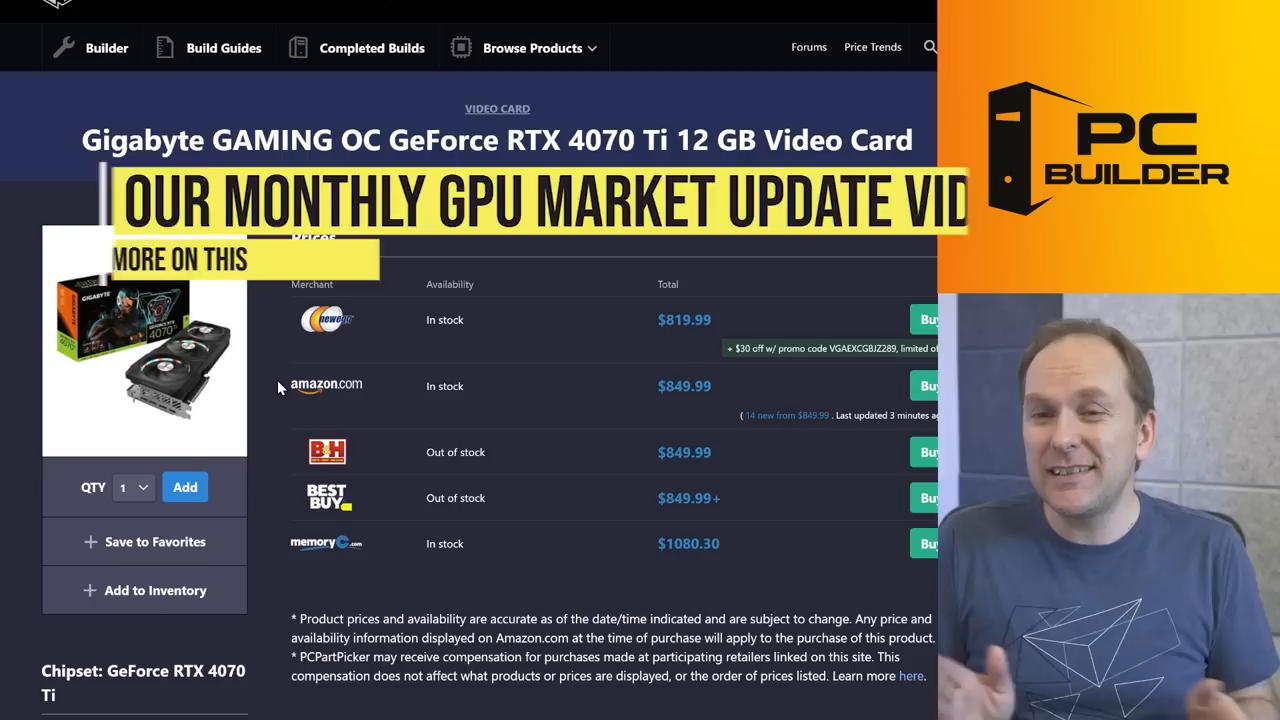 Builder
Build Guides
Completed Builds
Browse Products
Forums
Price Trends
VIDEO CARD
Gigabyte GAMING OC GeForce RTX 4070 Ti 12 GB Video Card
OUR MONTHLY GPU MARKET UPDATE VID
MORE ON THIS
PC
BUILDER
Prices
Merchant
Availability
Total
newegg
In stock
$819.99
Buy
+ $30 off w/ promo code VGAEXCGBJZ289, limited of
amazon.com
In stock
$849.99
Buy
( 14 new from $849.99 . Last updated 3 minutes ag
B&H
Out of stock
$849.99
Buy
BEST
BUY
Out of stock
$849.99+
Buy
memoryC.com
In stock
$1080.30
Buy
GIGABYTE
4070Ti
QTY
1
Add
+ Save to Favorites
+ Add to Inventory
* Product prices and availability are accurate as of the date/time indicated and are subject to change. Any price and
availability information displayed on Amazon.com at the time of purchase will apply to the purchase of this product.
* PCPartPicker may receive compensation for purchases made at participating retailers linked on this site. This
compensation does not affect what products or prices are displayed, or the order of prices listed. Learn more here.
Chipset: GeForce RTX 4070
Ti